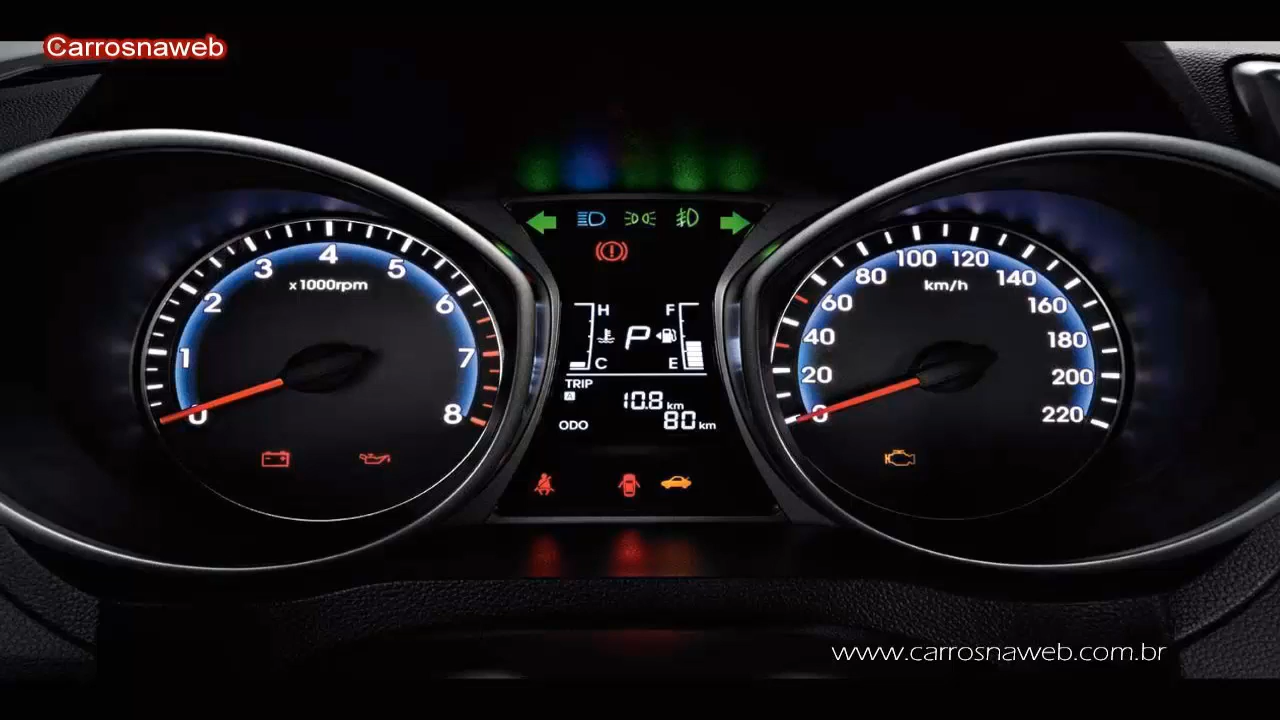 Carrosnaweb
4
3 5
x1000rpm
2 6
1 7
0 8
H F
P
C E
TRIP
A
10.8 km
ODO 80 km
100 120
80 140
km/h
60 160
40 180
20 200
0 220
www.carrosnaweb.com.br